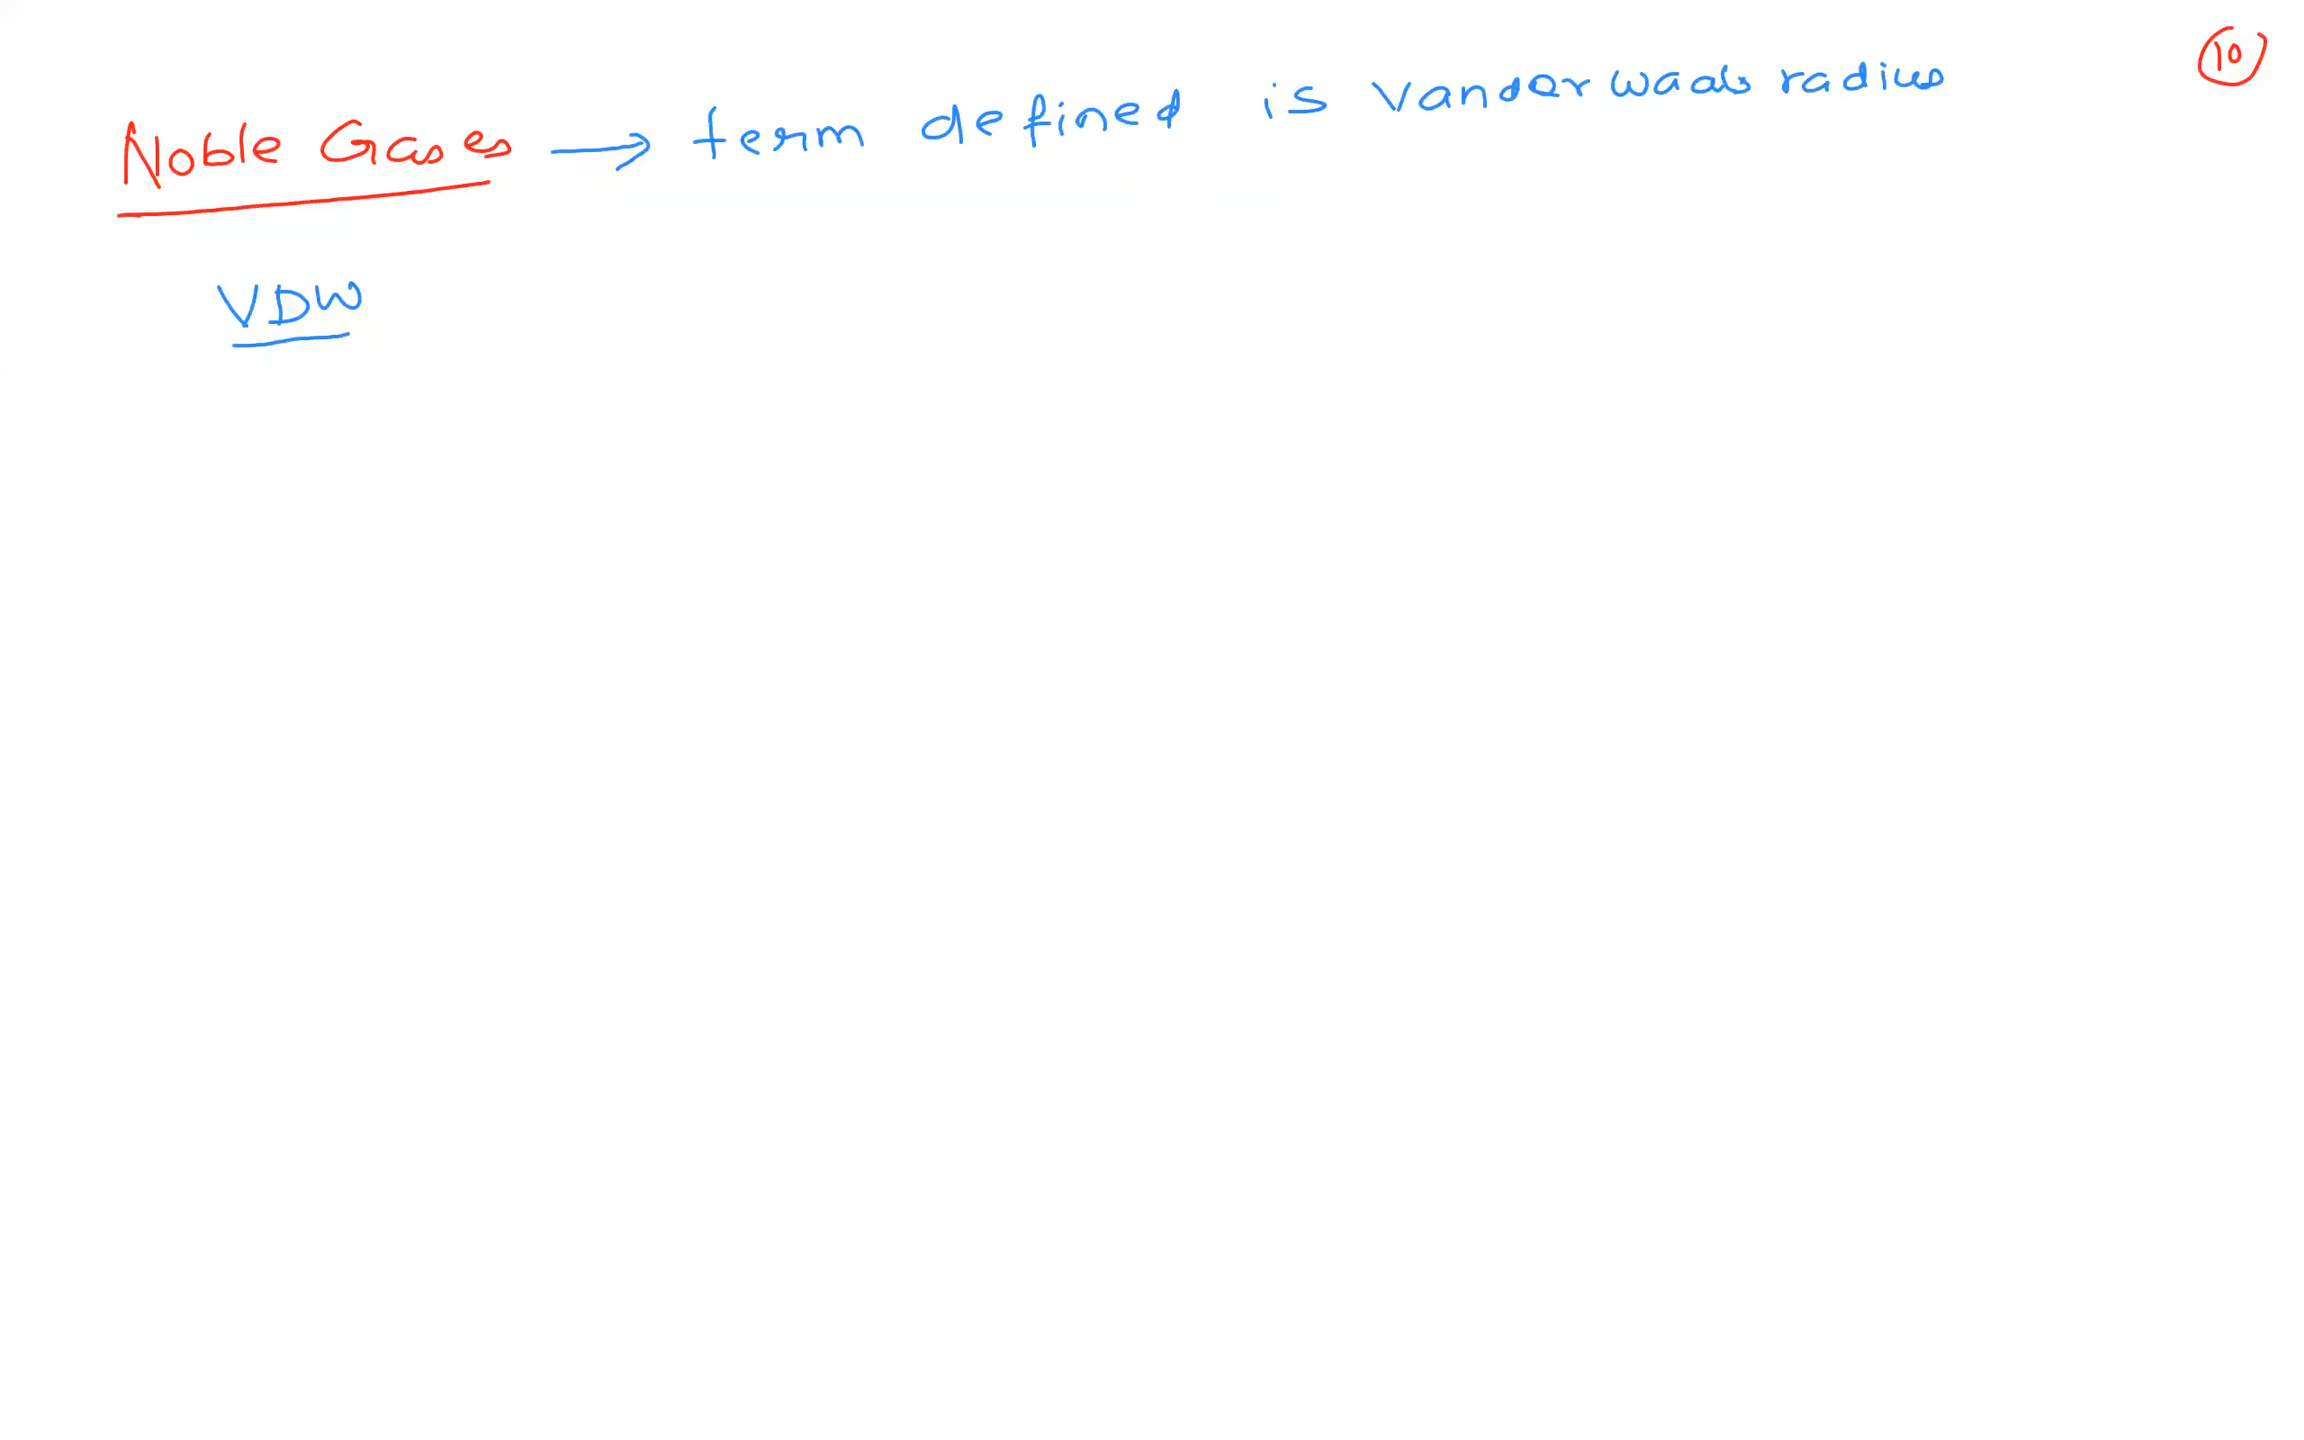 Noble Gases → term defined is Vanderwaals radius
10
VDW